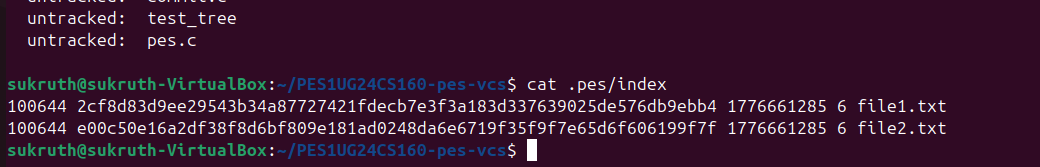 untracked:  test_tree
untracked:  pes.c
sukruth@sukruth-VirtualBox:~/PES1UG24CS160-pes-vcs$ cat .pes/index
100644 2cf8d83d9ee29543b34a87727421fdecb7e3f3a183d337639025de576db9ebb4 1776661285 6 file1.txt
100644 e00c50e16a2df38f8d6bf809e181ad0248da6e6719f35f9f7e65d6f606199f7f 1776661285 6 file2.txt
sukruth@sukruth-VirtualBox:~/PES1UG24CS160-pes-vcs$